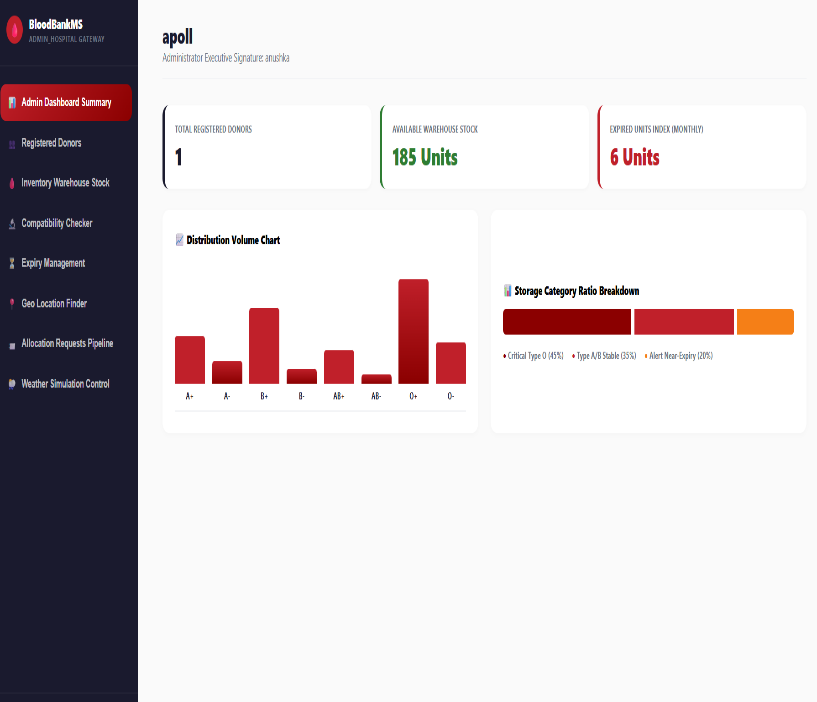 BloodBankMS
ADMIN_HOSPITAL GATEWAY
Admin Dashboard Summary
Registered Donors
Inventory Warehouse Stock
Compatibility Checker
Expiry Management
Geo Location Finder
Allocation Requests Pipeline
Weather Simulation Control
apoll
Administrator Executive Signature: anushka
TOTAL REGISTERED DONORS
1
AVAILABLE WAREHOUSE STOCK
185 Units
EXPIRED UNITS INDEX (MONTHLY)
6 Units
Distribution Volume Chart
A+ A- B+ B- AB+ AB- O+ O-
Storage Category Ratio Breakdown
• Critical Type O (45%) • Type A/B Stable (35%) • Alert Near-Expiry (20%)